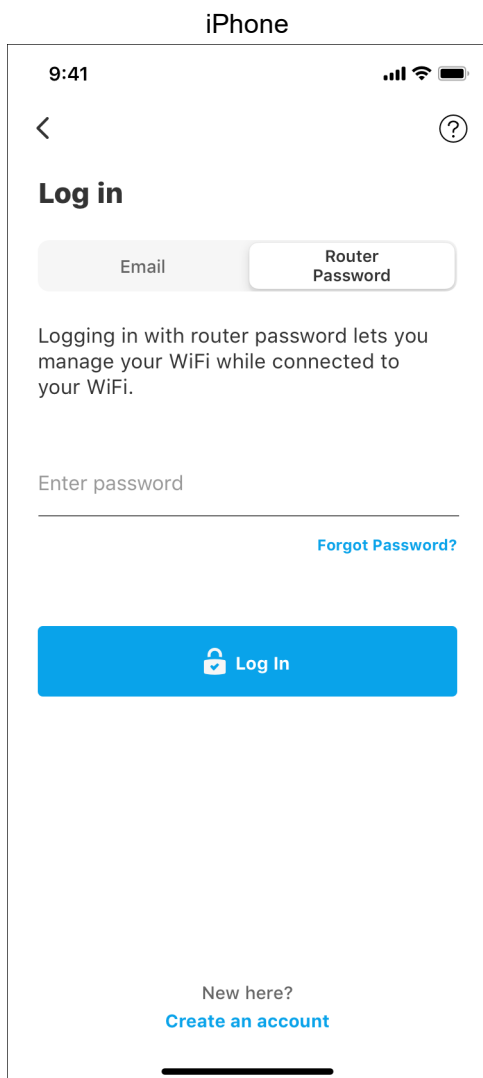 iPhone
9:41
?
Log in
Email
Router
Password
Logging in with router password lets you
manage your WiFi while connected to
your WiFi.
Enter password
Forgot Password?
Log In
New here?
Create an account